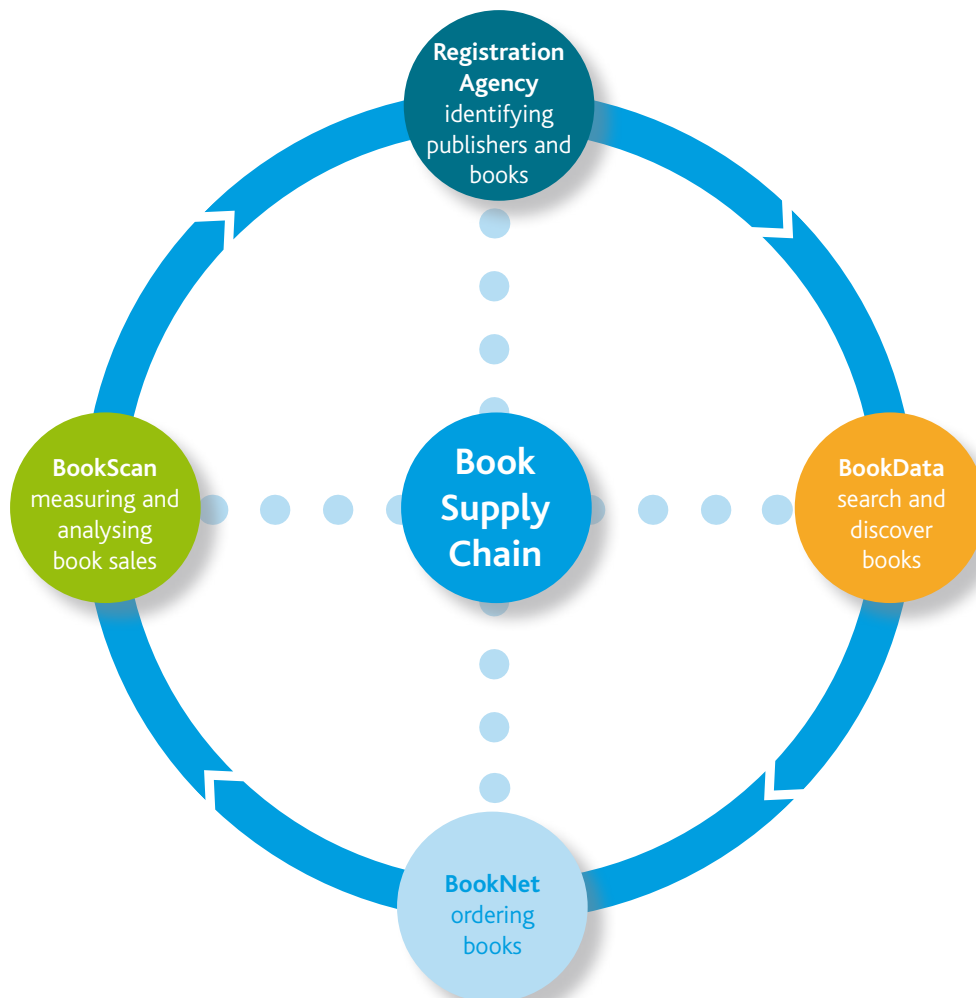 Registration
Agency
identifying
publishers and
books
BookScan
measuring and
analysing
book sales
Book
Supply
Chain
BookData
search and
discover
books
BookNet
ordering
books